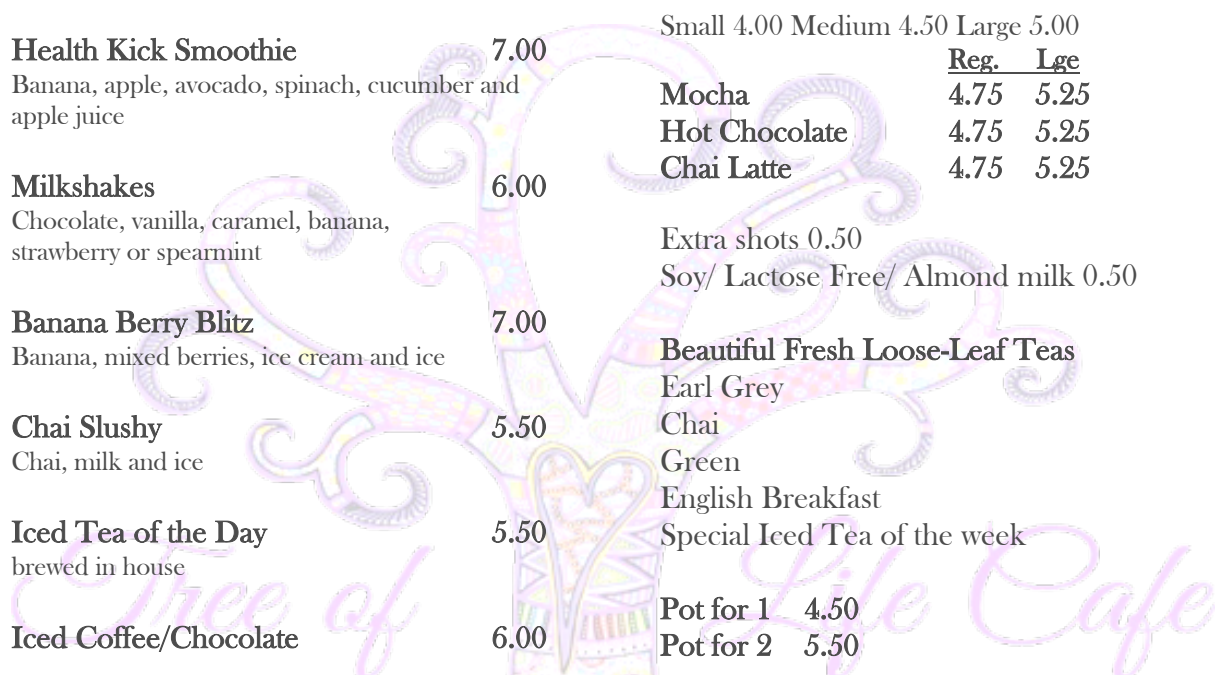 Health Kick Smoothie 7.00
Banana, apple, avocado, spinach, cucumber and
apple juice
Milkshakes 6.00
Chocolate, vanilla, caramel, banana,
strawberry or spearmint
Banana Berry Blitz 7.00
Banana, mixed berries, ice cream and ice
Chai Slushy 5.50
Chai, milk and ice
Iced Tea of the Day 5.50
brewed in house
Iced Coffee/Chocolate 6.00
Small 4.00 Medium 4.50 Large 5.00
Reg. Lge
Mocha 4.75 5.25
Hot Chocolate 4.75 5.25
Chai Latte 4.75 5.25
Extra shots 0.50
Soy/ Lactose Free/ Almond milk 0.50
Beautiful Fresh Loose-Leaf Teas
Earl Grey
Chai
Green
English Breakfast
Special Iced Tea of the week
Pot for 1 4.50
Pot for 2 5.50
Tree of Life Cafe